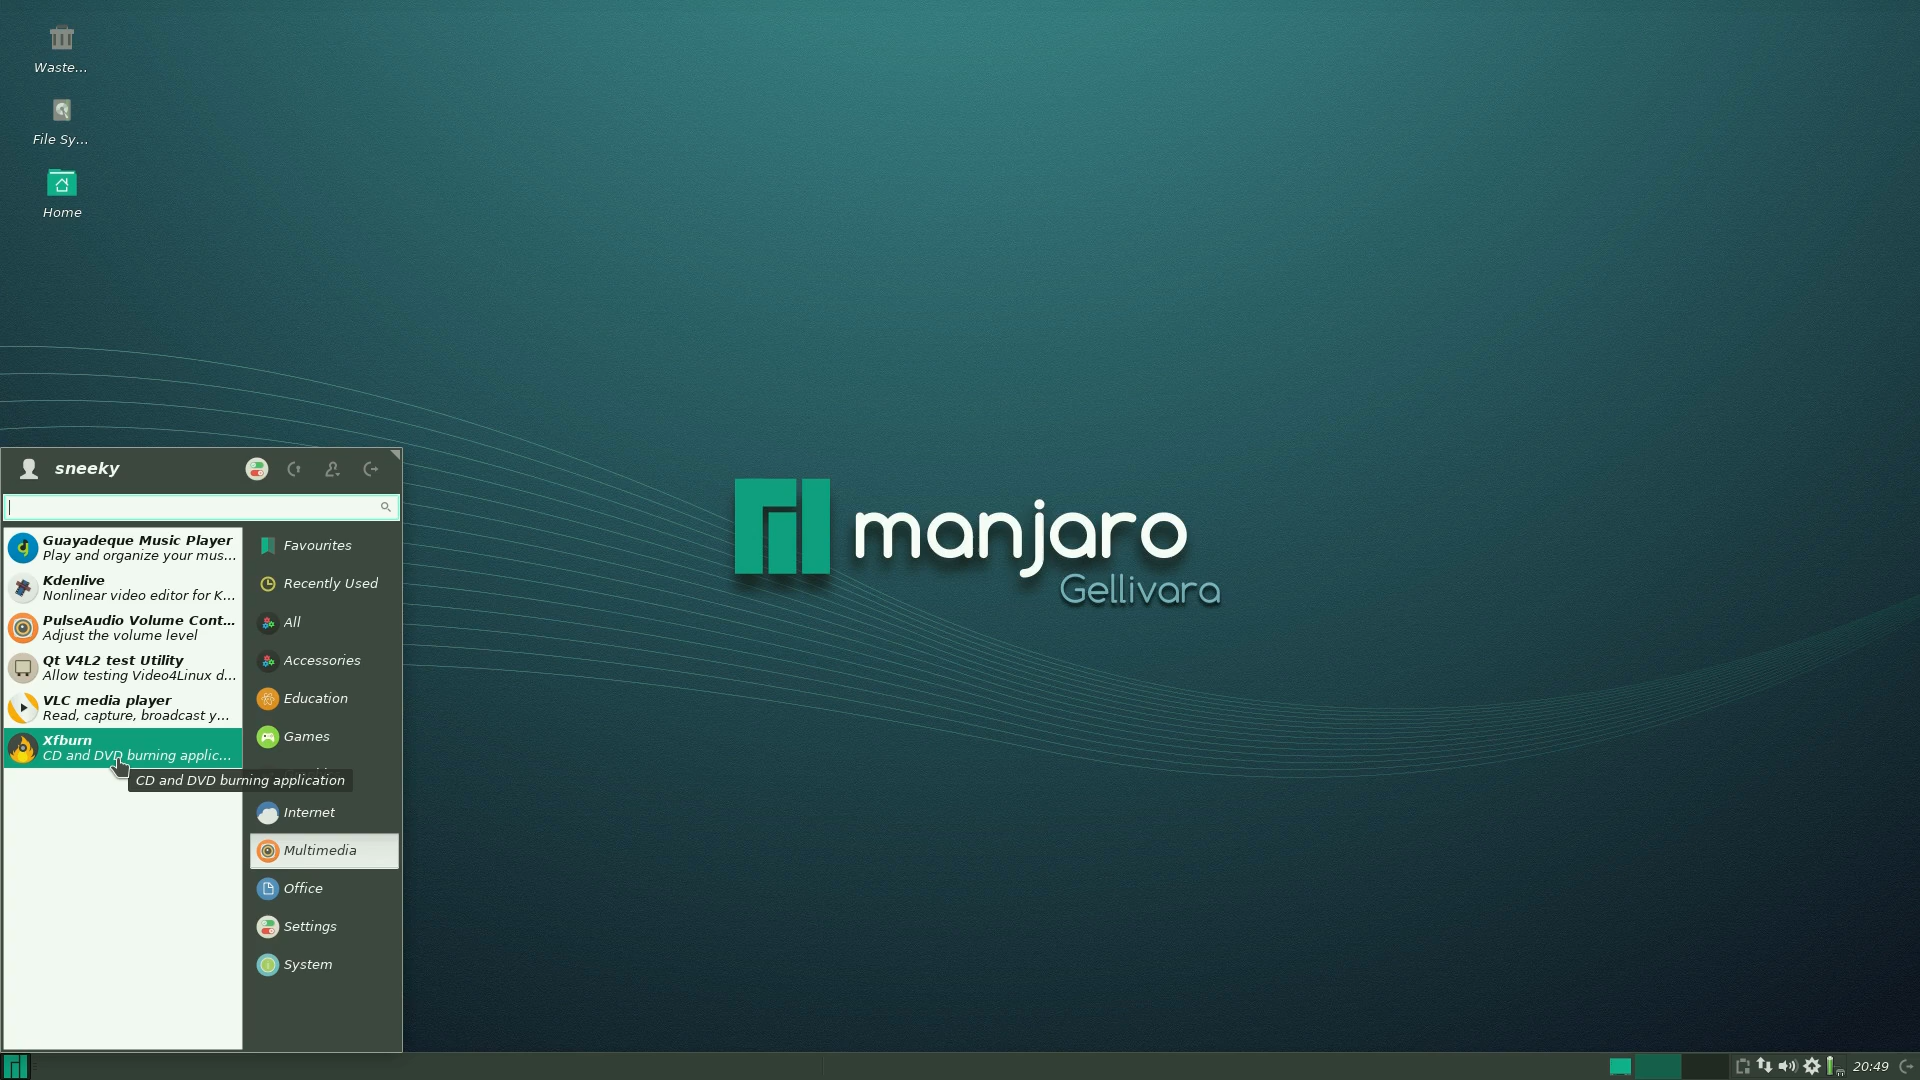 Waste...
File Sy...
Home
manjaro
Gellivara
sneeky
Guayadeque Music Player
Play and organize your mus...
Kdenlive
Nonlinear video editor for K...
PulseAudio Volume Cont...
Adjust the volume level
Qt V4L2 test Utility
Allow testing Video4Linux d...
VLC media player
Read, capture, broadcast y...
Xfburn
CD and DVD burning applic...
CD and DVD burning application
Favourites
Recently Used
All
Accessories
Education
Games
Internet
Multimedia
Office
Settings
System
20:49